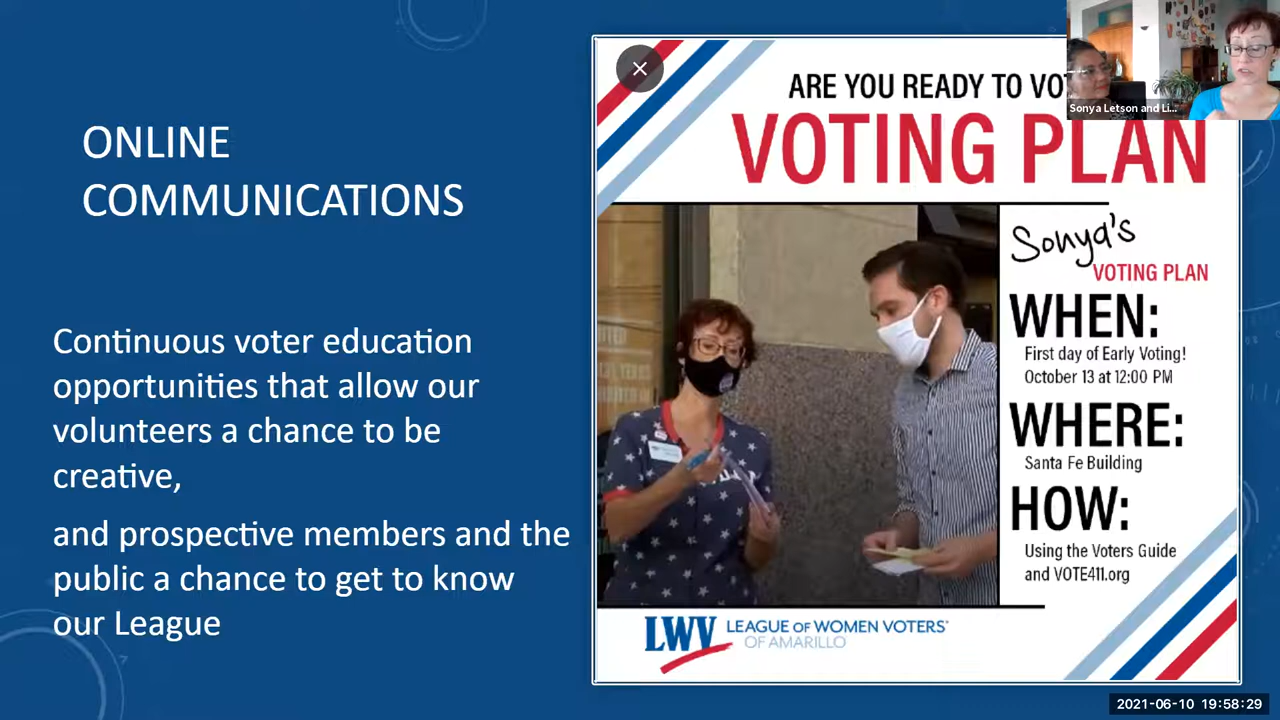 ONLINE
COMMUNICATIONS
Continuous voter education
opportunities that allow our
volunteers a chance to be
creative,
and prospective members and the
public a chance to get to know
our League
ARE YOU READY TO VO
VOTING PLAN
Sonya's
VOTING PLAN
WHEN:
First day of Early Voting!
October 13 at 12:00 PM
WHERE:
Santa Fe Building
HOW:
Using the Voters Guide
and VOTE411.org
LWV LEAGUE OF WOMEN VOTERS®
OF AMARILLO
Sonya Letson and Li...
2021-06-10 19:58:29